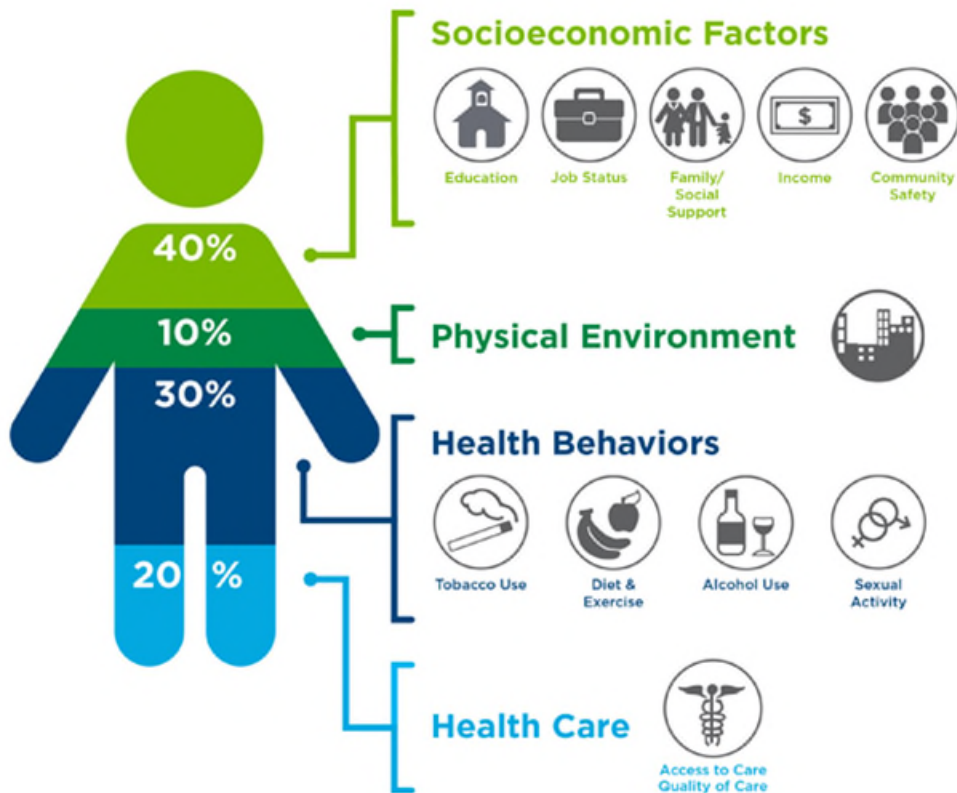 Socioeconomic Factors
$
Education
Job Status
Family/
Social
Support
Income
Community
Safety
40%
10%
Physical Environment
30%
Health Behaviors
Tobacco Use
Diet &
Exercise
Alcohol Use
Sexual
Activity
20 %
Health Care
Access to Care
Quality of Care